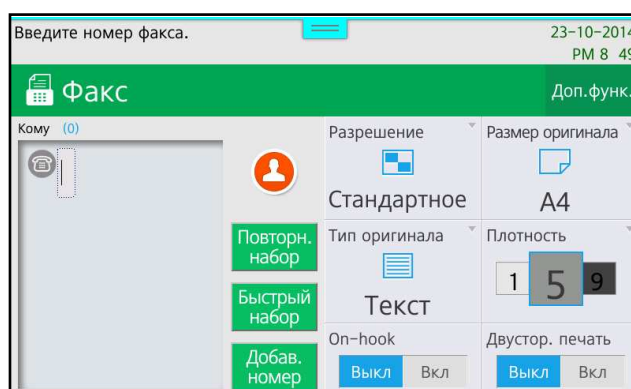 Введите номер факса.
23-10-2014
PM 8 49
Факс
Доп.функ.
Кому (0)
Повторн.
набор
Быстрый
набор
Добав.
номер
Разрешение
Стандартное
Размер оригинала
A4
Тип оригинала
Текст
Плотность
1 5 9
On-hook
Выкл Вкл
Двустор. печать
Выкл Вкл